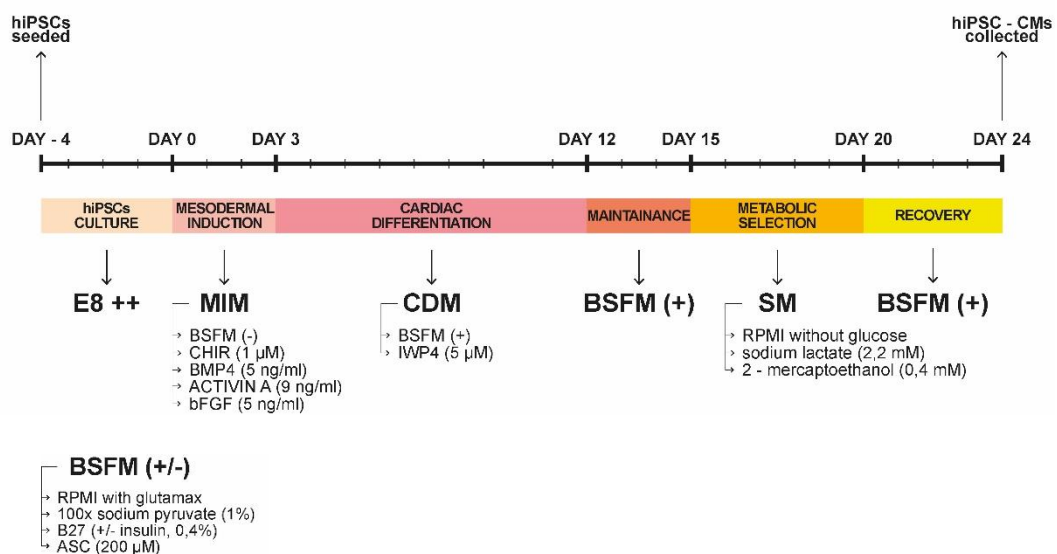 hiPSCs
seeded
hiPSC - CMs
collected
DAY - 4
DAY 0
DAY 3
DAY 12
DAY 15
DAY 20
DAY 24
hiPSCs
CULTURE
MESODERMAL
INDUCTION
CARDIAC
DIFFERENTIATION
MAINTAINANCE
METABOLIC
SELECTION
RECOVERY
E8 ++
MIM
BSFM (-)
CHIR (1 µM)
BMP4 (5 ng/ml)
ACTIVIN A (9 ng/ml)
bFGF (5 ng/ml)
CDM
BSFM (+)
IWP4 (5 µM)
BSFM (+)
SM
RPMI without glucose
sodium lactate (2,2 mM)
2 - mercaptoethanol (0,4 mM)
BSFM (+)
BSFM (+/-)
RPMI with glutamax
100x sodium pyruvate (1%)
B27 (+/- insulin, 0,4%)
ASC (200 µM)